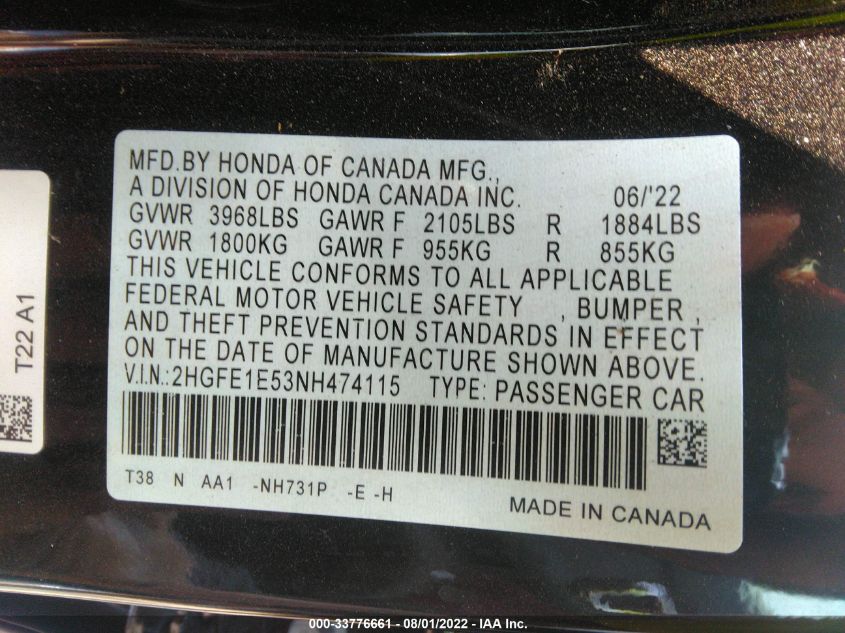 MFD.BY HONDA OF CANADA MFG.,
A DIVISION OF HONDA CANADA INC. 06/'22
GVWR 3968LBS GAWR F 2105LBS R 1884LBS
GVWR 1800KG GAWR F 955KG R 855KG
THIS VEHICLE CONFORMS TO ALL APPLICABLE
FEDERAL MOTOR VEHICLE SAFETY , BUMPER ,
AND THEFT PREVENTION STANDARDS IN EFFECT
ON THE DATE OF MANUFACTURE SHOWN ABOVE.
V.I.N.:2HGFE1E53NH474115 TYPE: PASSENGER CAR
T38 N AA1 -NH731P -E -H
MADE IN CANADA
T22 A1
000-33776661 - 08/01/2022 - IAA Inc.